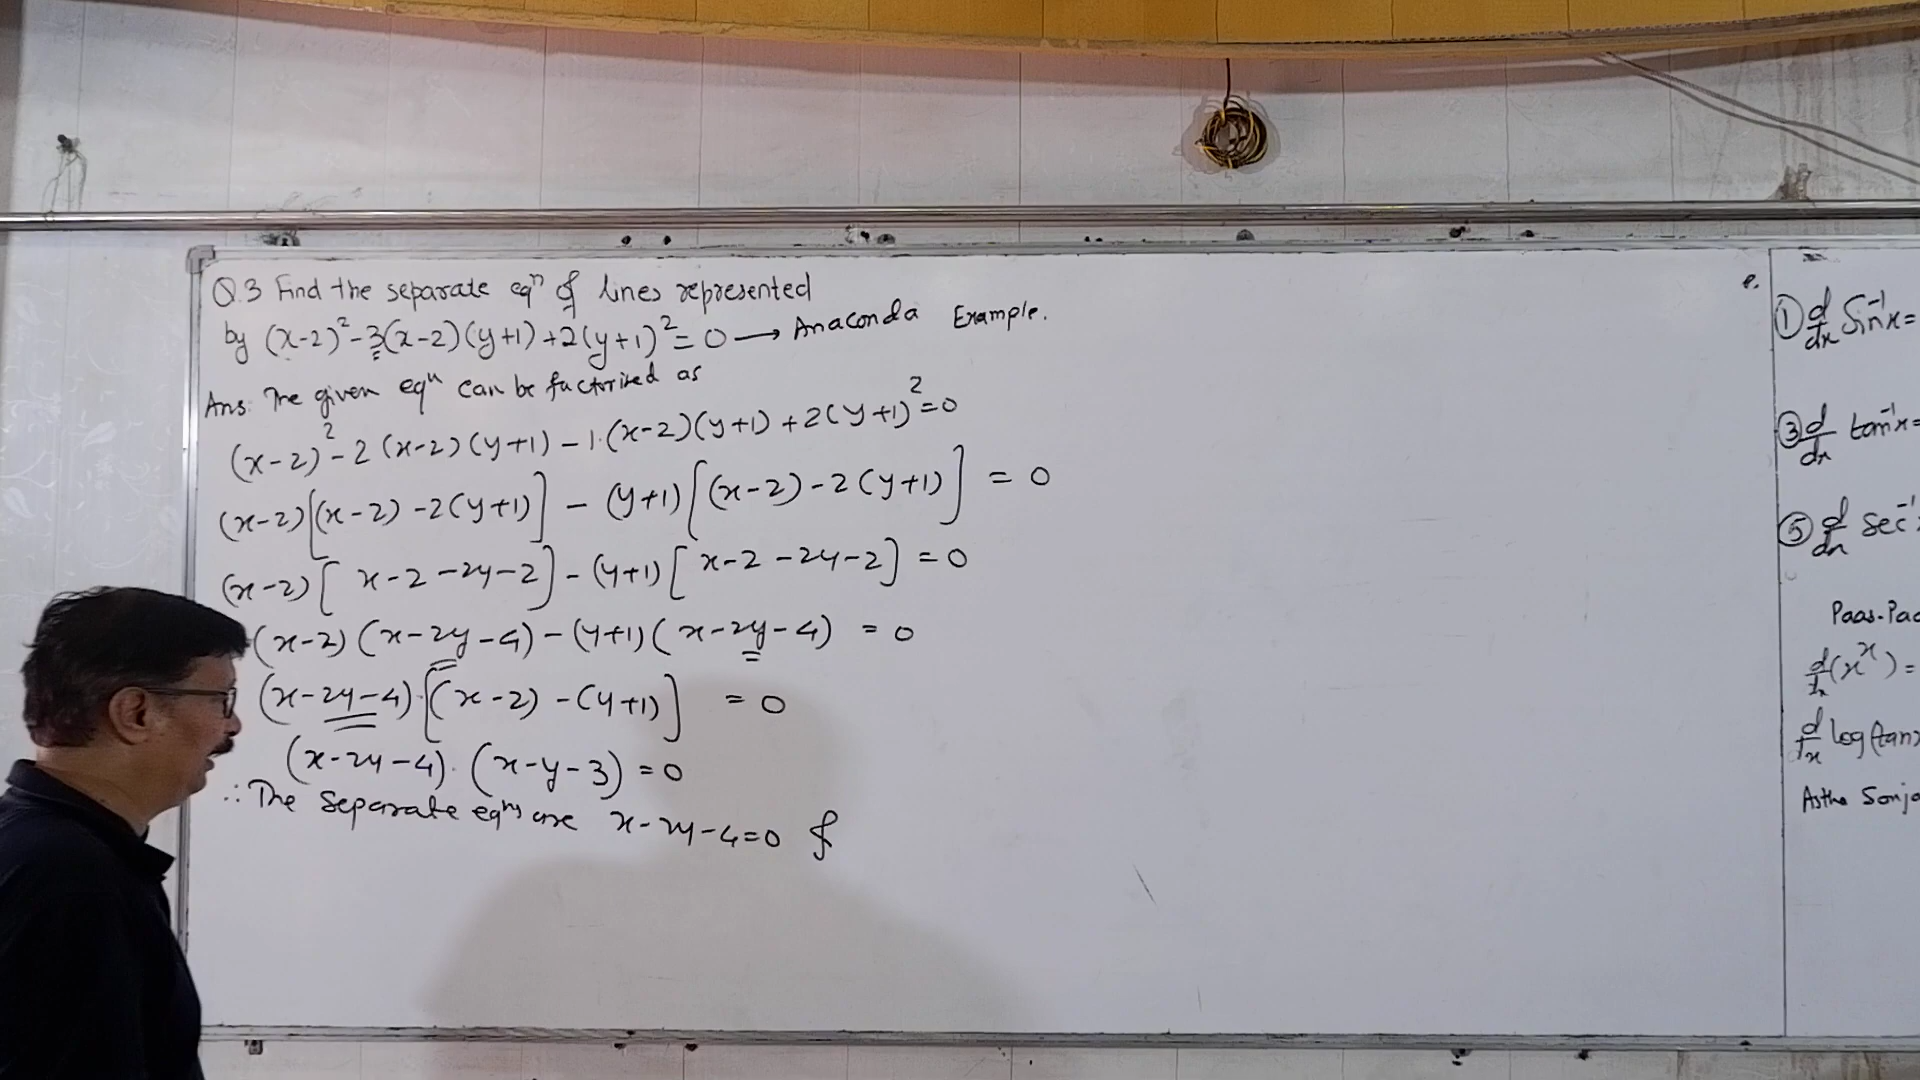 Q.3 Find the separate eqⁿ of lines represented
by (x-2)²-3(x-2)(y+1)+2(y+1)²=0 → Anaconda Example.
Ans: The given eqⁿ can be factorized as
(x-2)²-2(x-2)(y+1)-1.(x-2)(y+1)+2(y+1)²=0
(x-2)[(x-2)-2(y+1)] - (y+1)[(x-2)-2(y+1)] = 0
(x-2)[x-2-2y-2]-(y+1)[x-2-2y-2]=0
(x-2)(x-2y-4)-(y+1)(x-2y-4) = 0
(x-2y-4).[(x-2)-(y+1)] = 0
(x-2y-4).(x-y-3)=0
∴ The separate eqⁿs are x-2y-4=0 &
① d/dx Sin⁻¹x=
③ d/dx tan⁻¹x=
⑤ d/dx sec⁻¹
Paas-Pa
d/dx(xˣ)=
d/dx log(tan
Astha Sonj